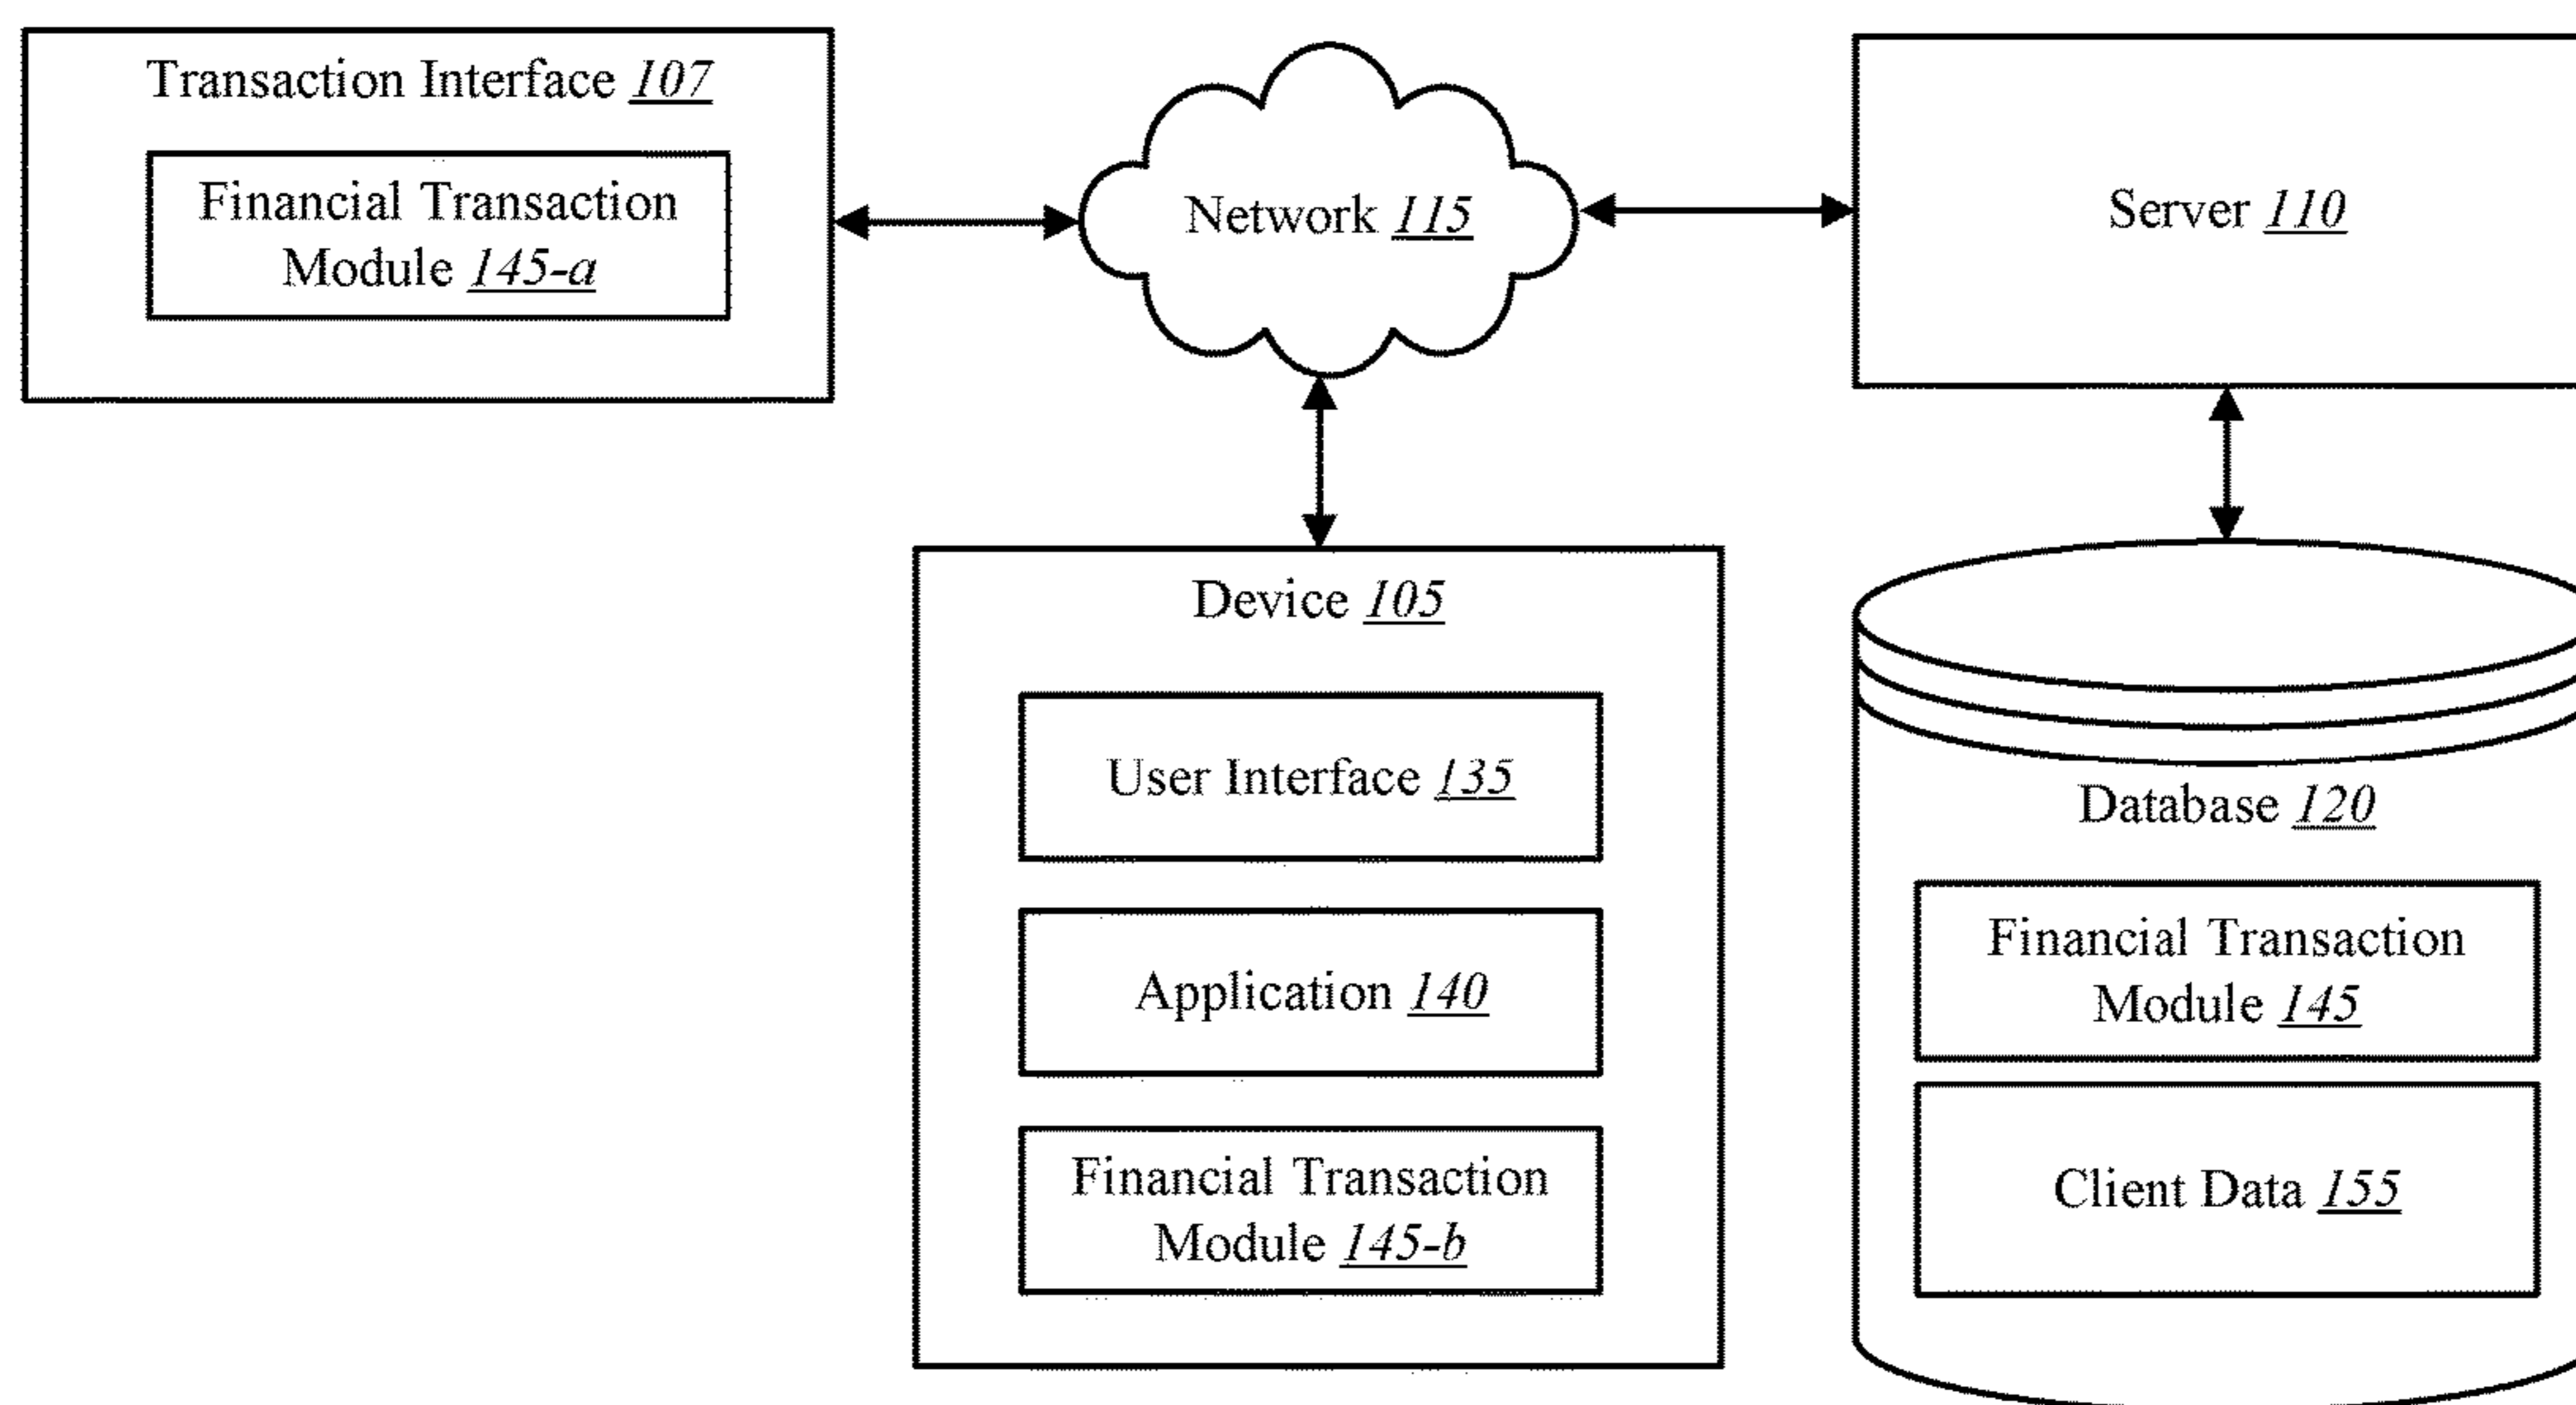 Transaction Interface 107
Financial Transaction
Module 145-a
Network 115
Server 110
Device 105
User Interface 135
Application 140
Financial Transaction
Module 145-b
Database 120
Financial Transaction
Module 145
Client Data 155